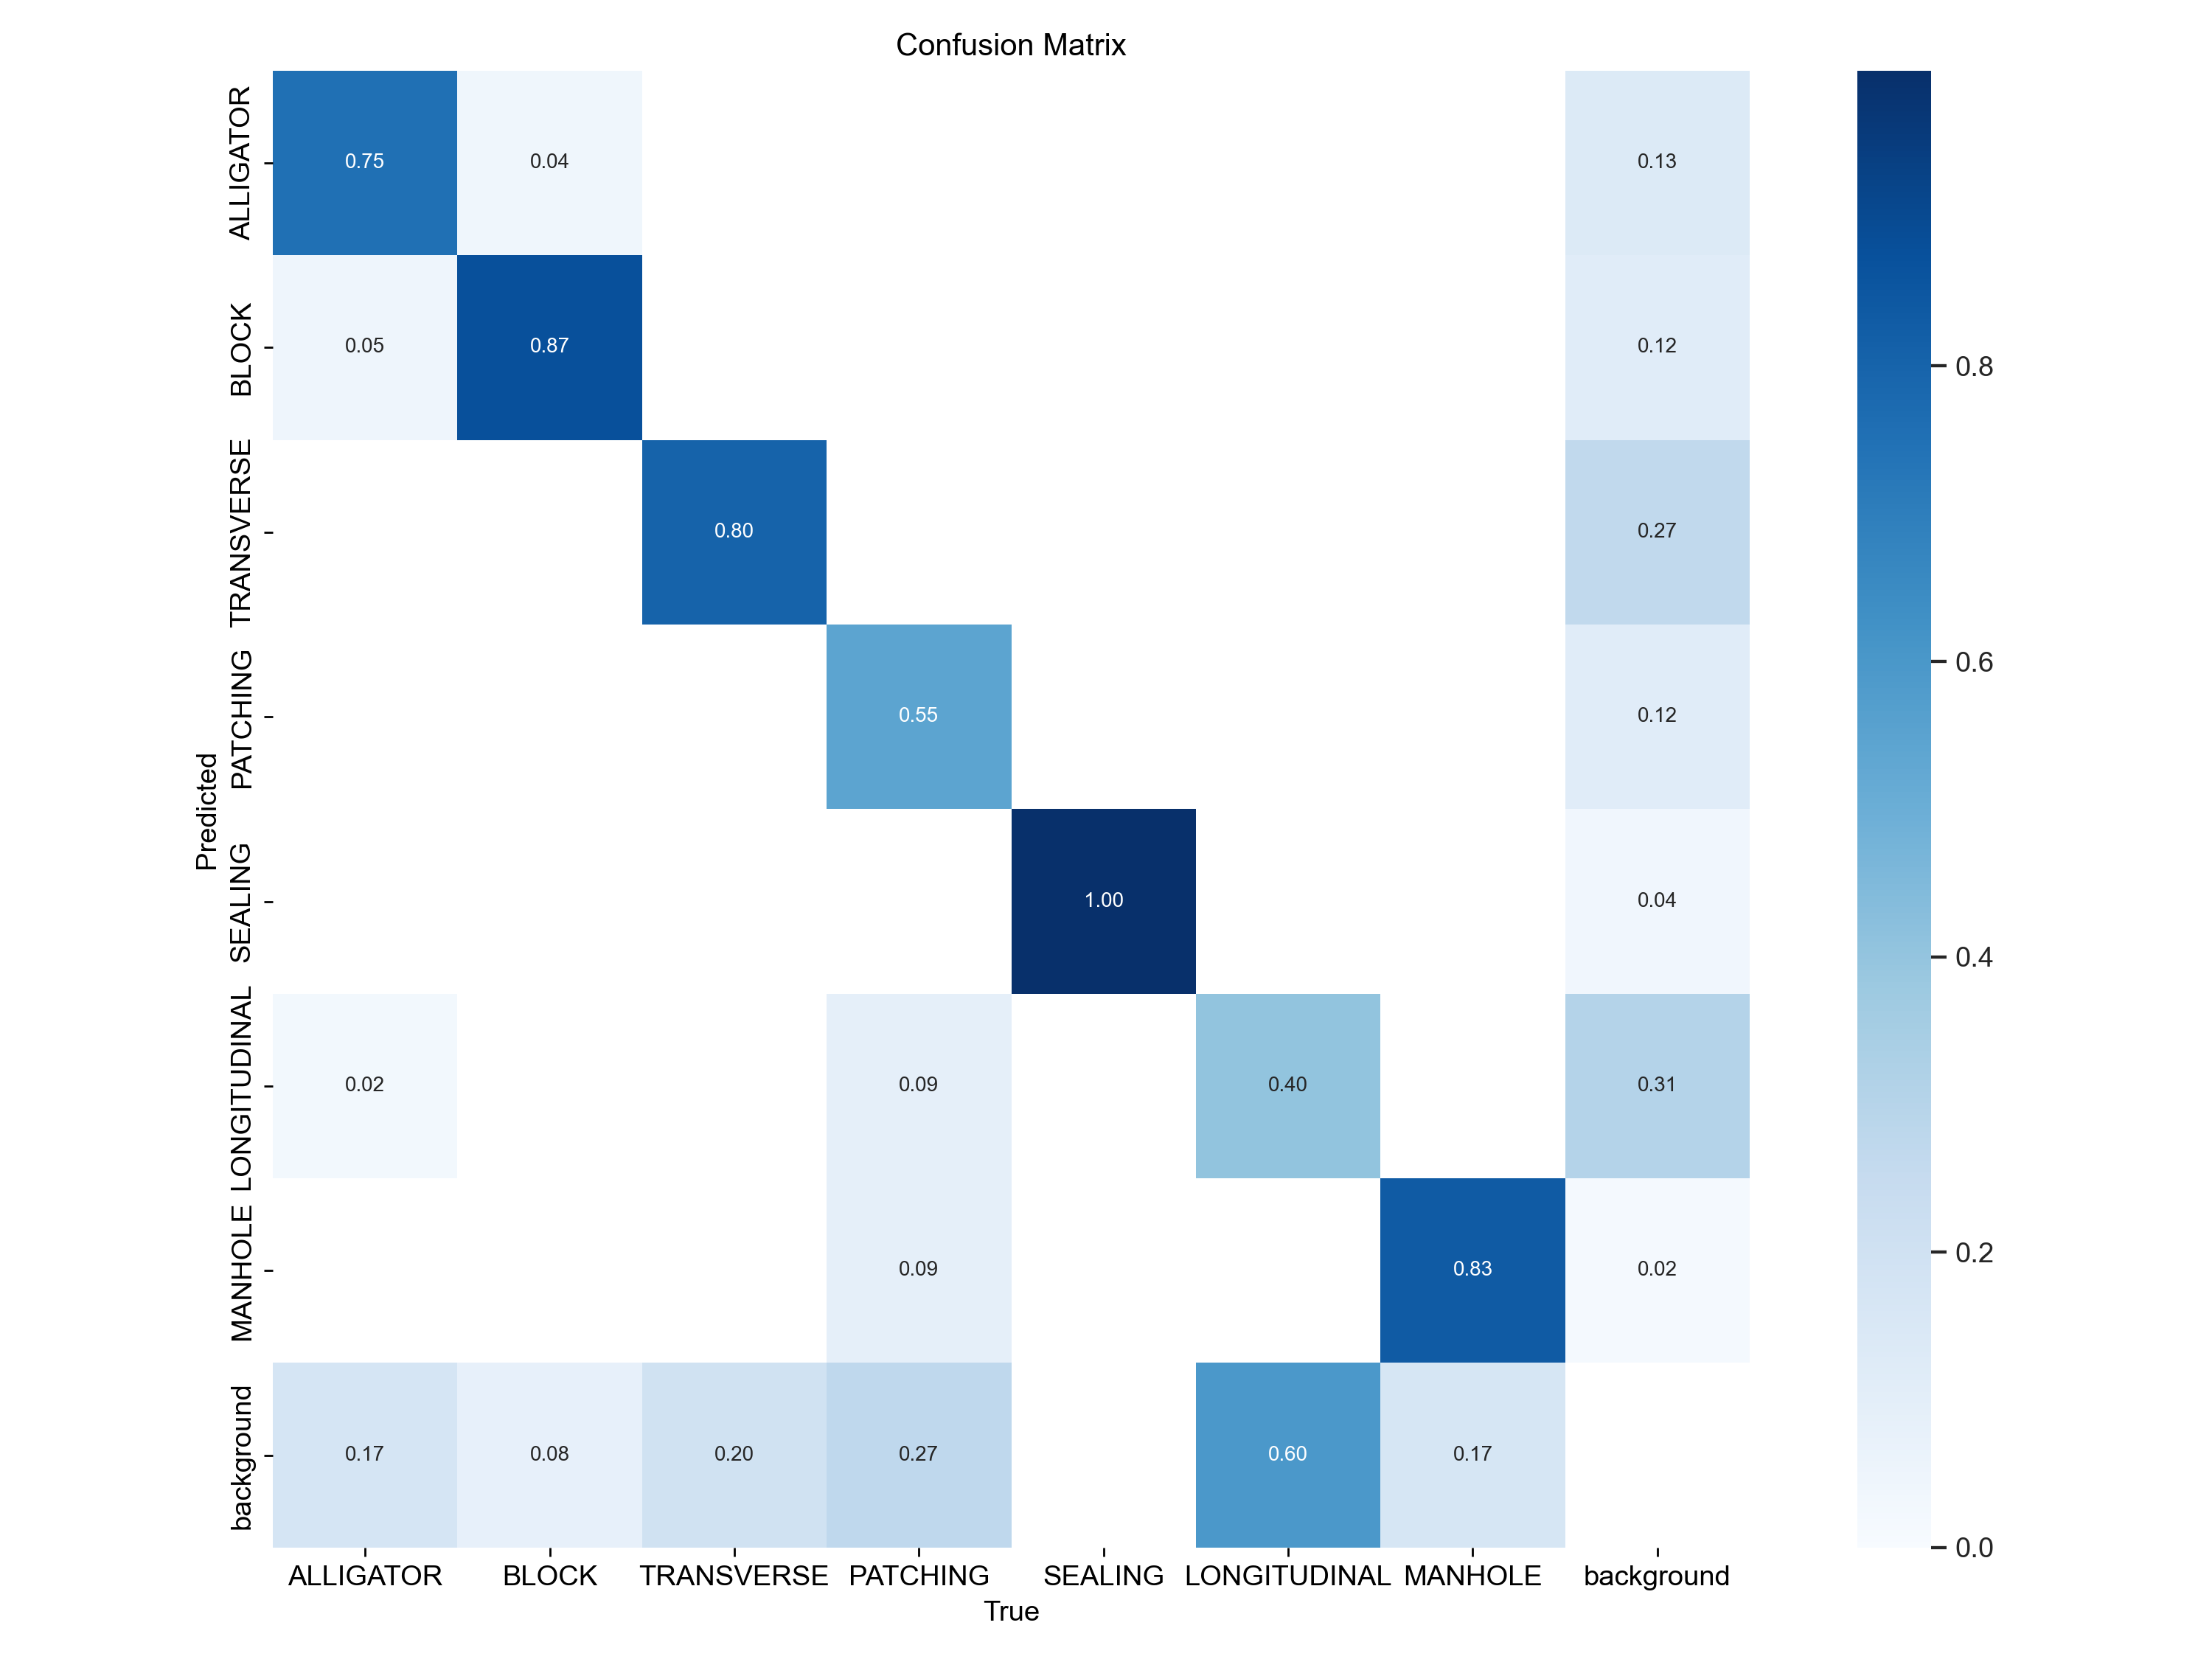 Confusion Matrix
ALLIGATOR
0.75
0.04
0.13
BLOCK
0.05
0.87
0.12
TRANSVERSE
0.80
0.27
PATCHING
0.55
0.12
SEALING
1.00
0.04
LONGITUDINAL
0.02
0.09
0.40
0.31
MANHOLE
0.09
0.83
0.02
background
0.17
0.08
0.20
0.27
0.60
0.17
Predicted
ALLIGATOR
BLOCK
TRANSVERSE
PATCHING
SEALING
LONGITUDINAL
MANHOLE
background
True
0.8
0.6
0.4
0.2
0.0